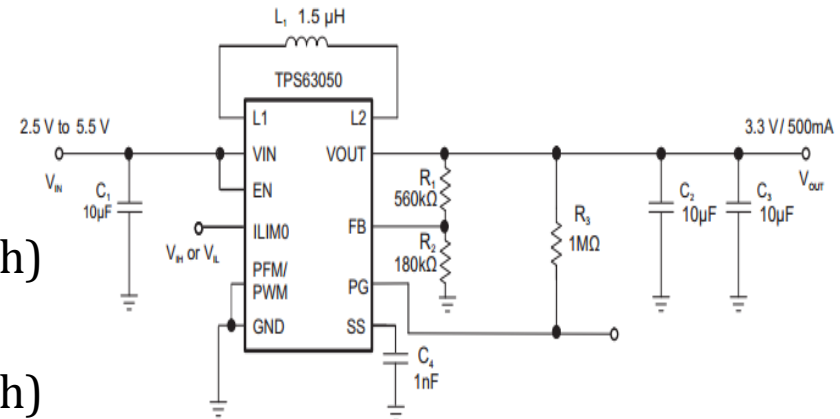 L1 1.5 µH
TPS63050
2.5 V to 5.5 V
L1
L2
3.3 V/ 500mA
VIN
VOUT
VIN
C1
10µF
EN
R1
560kΩ
VOUT
C2
10µF
C3
10µF
R3
1MΩ
ILIM0
FB
VIH or VIL
R2
180kΩ
h)
PFM/
PWM
PG
GND
SS
C4
1nF
h)